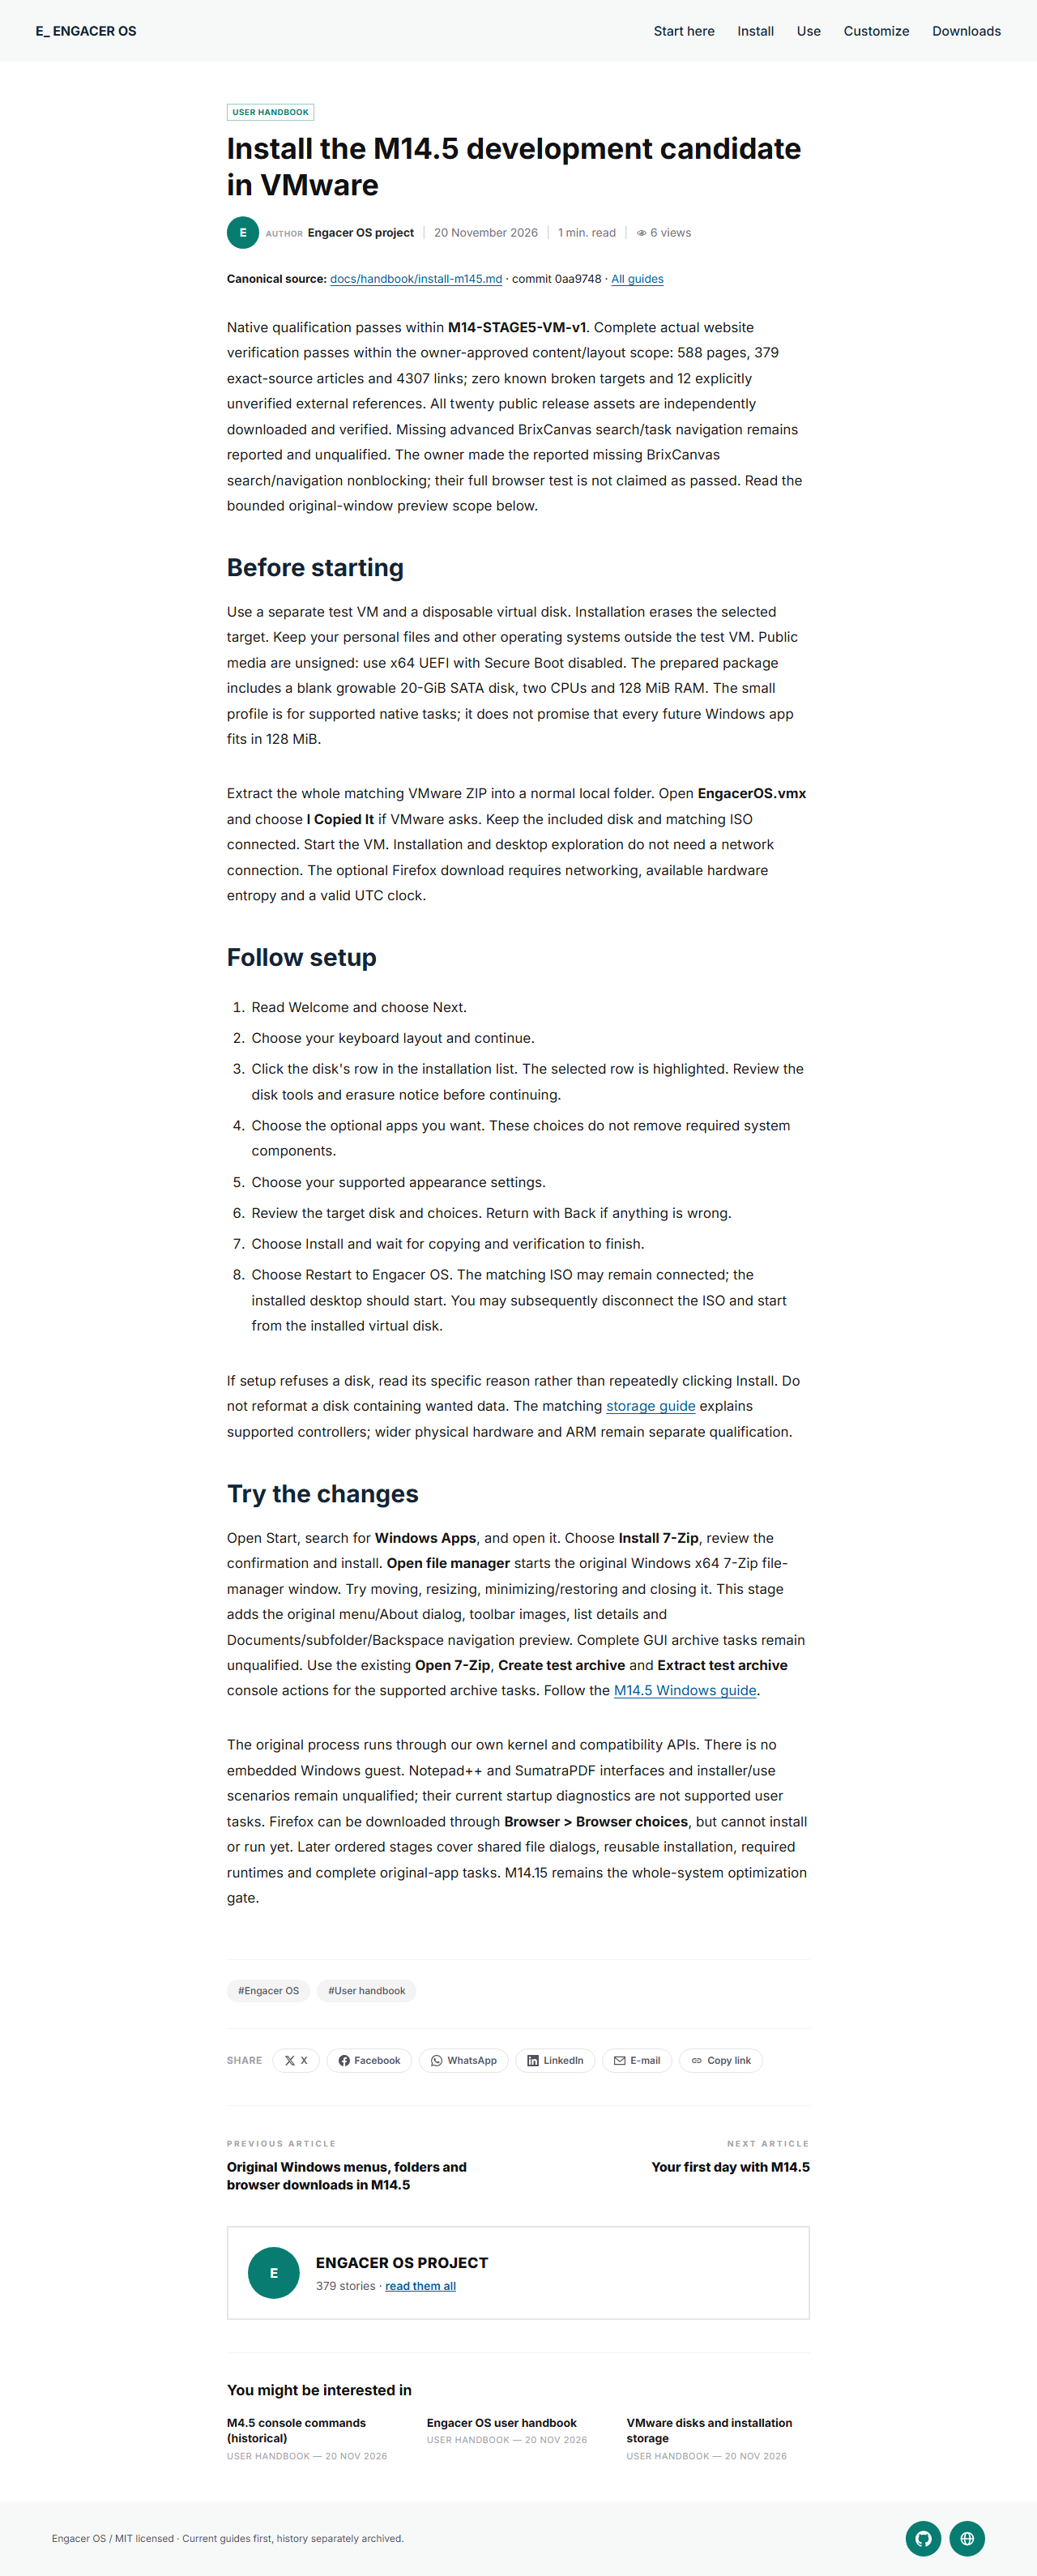 E_ ENGACER OS
Start here Install Use Customize Downloads
USER HANDBOOK
Install the M14.5 development candidate
in VMware
E AUTHOR Engacer OS project 20 November 2026 1 min. read 6 views
Canonical source: docs/handbook/install-m145.md · commit 0aa9748 · All guides
Native qualification passes within M14-STAGE5-VM-v1. Complete actual website
verification passes within the owner-approved content/layout scope: 588 pages, 379
exact-source articles and 4307 links; zero known broken targets and 12 explicitly
unverified external references. All twenty public release assets are independently
downloaded and verified. Missing advanced BrixCanvas search/task navigation remains
reported and unqualified. The owner made the reported missing BrixCanvas
search/navigation nonblocking; their full browser test is not claimed as passed. Read the
bounded original-window preview scope below.
Before starting
Use a separate test VM and a disposable virtual disk. Installation erases the selected
target. Keep your personal files and other operating systems outside the test VM. Public
media are unsigned: use x64 UEFI with Secure Boot disabled. The prepared package
includes a blank growable 20-GiB SATA disk, two CPUs and 128 MiB RAM. The small
profile is for supported native tasks; it does not promise that every future Windows app
fits in 128 MiB.
Extract the whole matching VMware ZIP into a normal local folder. Open EngacerOS.vmx
and choose I Copied It if VMware asks. Keep the included disk and matching ISO
connected. Start the VM. Installation and desktop exploration do not need a network
connection. The optional Firefox download requires networking, available hardware
entropy and a valid UTC clock.
Follow setup
1. Read Welcome and choose Next.
2. Choose your keyboard layout and continue.
3. Click the disk's row in the installation list. The selected row is highlighted. Review the
disk tools and erasure notice before continuing.
4. Choose the optional apps you want. These choices do not remove required system
components.
5. Choose your supported appearance settings.
6. Review the target disk and choices. Return with Back if anything is wrong.
7. Choose Install and wait for copying and verification to finish.
8. Choose Restart to Engacer OS. The matching ISO may remain connected; the
installed desktop should start. You may subsequently disconnect the ISO and start
from the installed virtual disk.
If setup refuses a disk, read its specific reason rather than repeatedly clicking Install. Do
not reformat a disk containing wanted data. The matching storage guide explains
supported controllers; wider physical hardware and ARM remain separate qualification.
Try the changes
Open Start, search for Windows Apps, and open it. Choose Install 7-Zip, review the
confirmation and install. Open file manager starts the original Windows x64 7-Zip file-
manager window. Try moving, resizing, minimizing/restoring and closing it. This stage
adds the original menu/About dialog, toolbar images, list details and
Documents/subfolder/Backspace navigation preview. Complete GUI archive tasks remain
unqualified. Use the existing Open 7-Zip, Create test archive and Extract test archive
console actions for the supported archive tasks. Follow the M14.5 Windows guide.
The original process runs through our own kernel and compatibility APIs. There is no
embedded Windows guest. Notepad++ and SumatraPDF interfaces and installer/use
scenarios remain unqualified; their current startup diagnostics are not supported user
tasks. Firefox can be downloaded through Browser > Browser choices, but cannot install
or run yet. Later ordered stages cover shared file dialogs, reusable installation, required
runtimes and complete original-app tasks. M14.15 remains the whole-system optimization
gate.
#Engacer OS #User handbook
SHARE X Facebook WhatsApp LinkedIn E-mail Copy link
PREVIOUS ARTICLE
Original Windows menus, folders and
browser downloads in M14.5
NEXT ARTICLE
Your first day with M14.5
E
ENGACER OS PROJECT
379 stories · read them all
You might be interested in
M4.5 console commands
(historical)
USER HANDBOOK — 20 NOV 2026
Engacer OS user handbook
USER HANDBOOK — 20 NOV 2026
VMware disks and installation
storage
USER HANDBOOK — 20 NOV 2026
Engacer OS / MIT licensed · Current guides first, history separately archived.